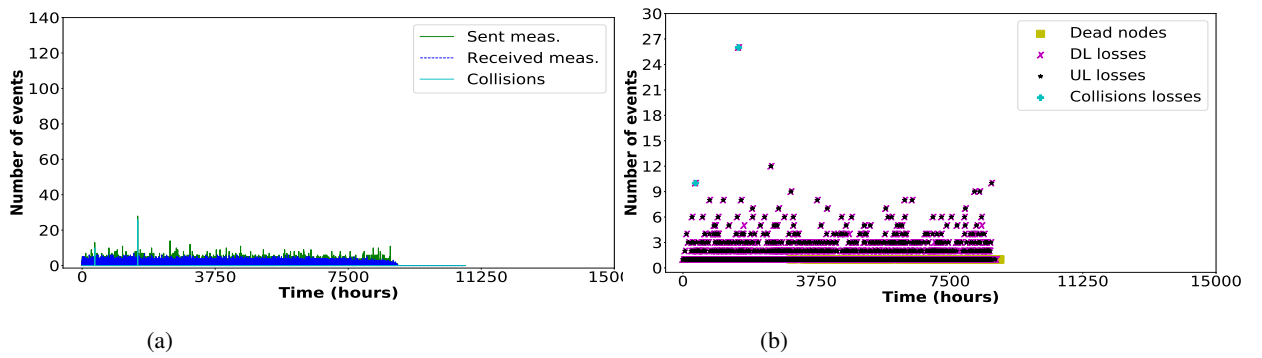 140
120
100
80
60
40
20
0
Number of events
Sent meas.
Received meas.
Collisions
0 3750 7500 11250 1500
Time (hours)
(a)
30
27
24
21
18
15
12
9
6
3
0
Number of events
Dead nodes
DL losses
UL losses
Collisions losses
0 3750 7500 11250 15000
Time (hours)
(b)